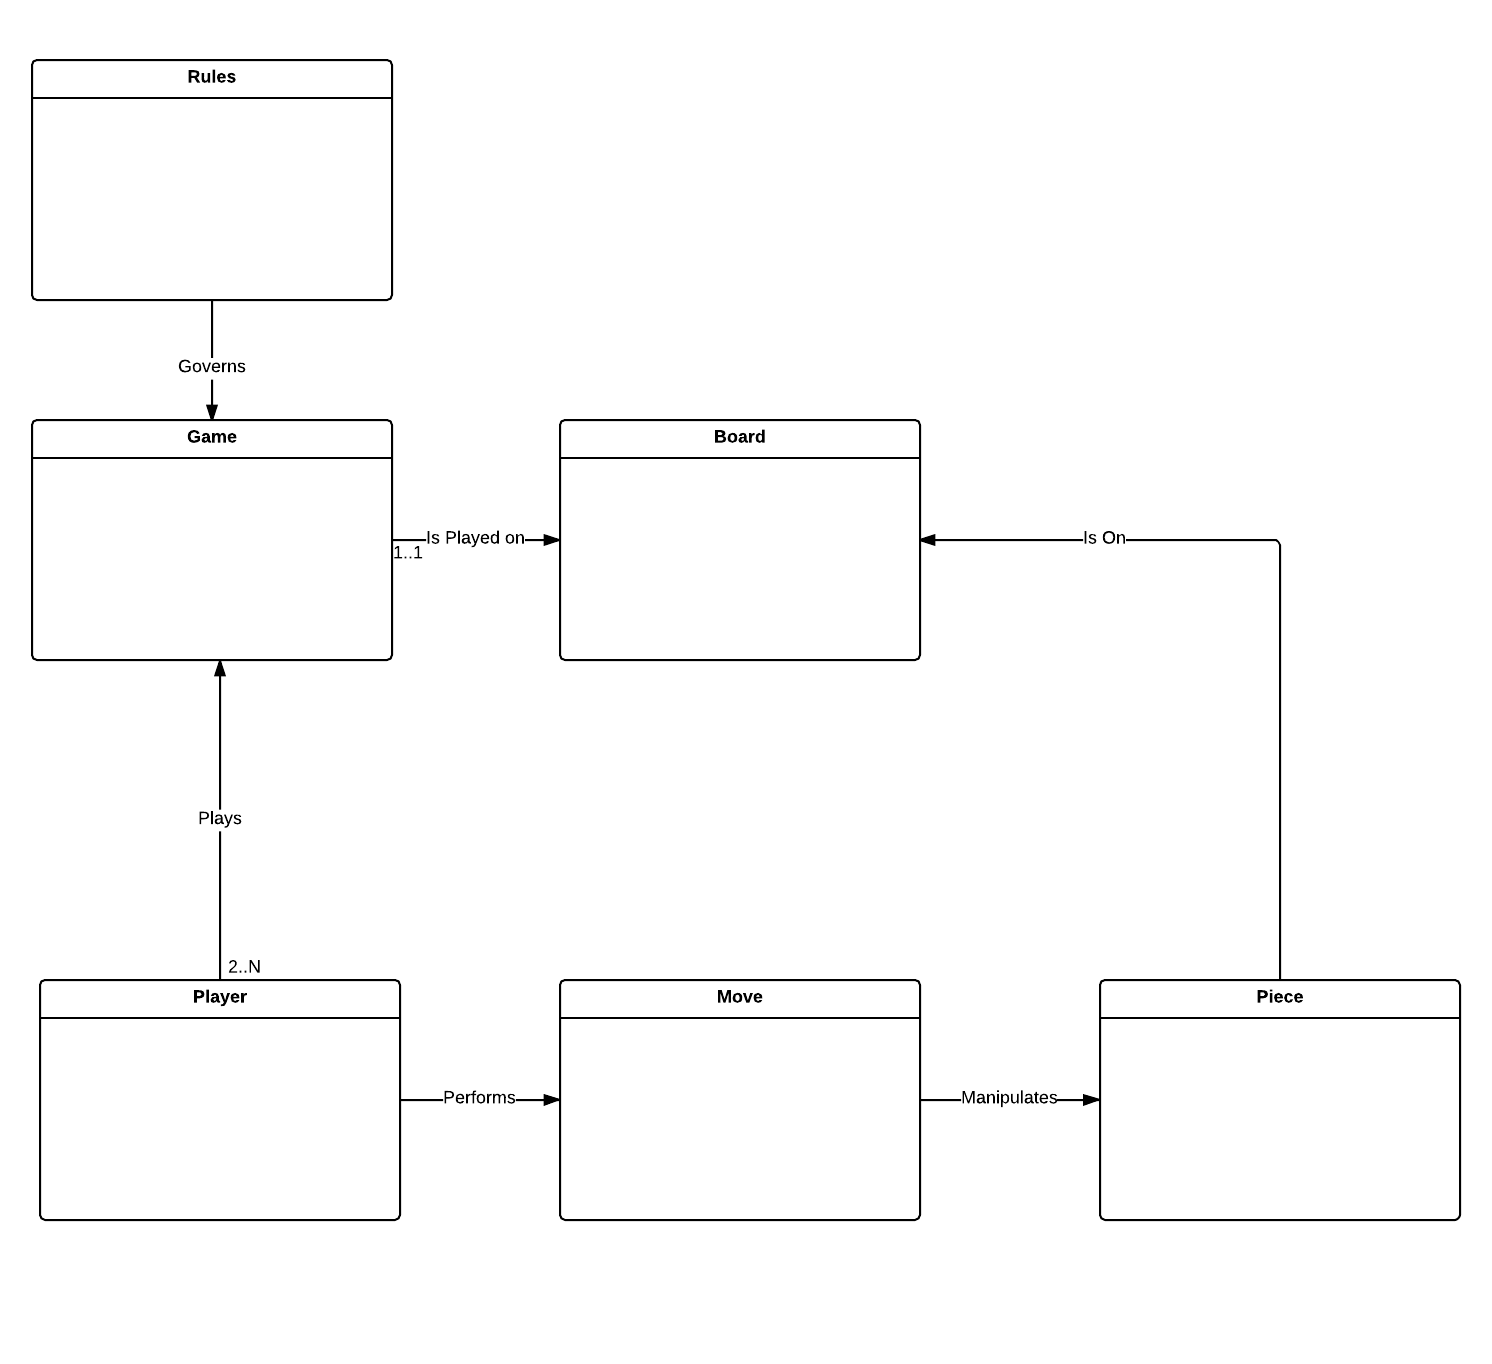 Rules
Governs
Game
Board
Is Played on
Is On
1..1
Plays
2..N
Player
Move
Piece
Performs
Manipulates